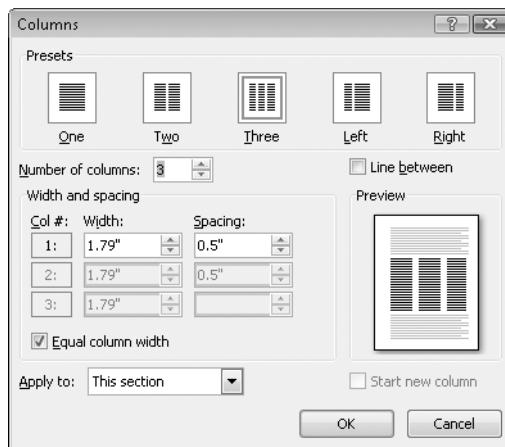 Columns
Presets
One Two Three Left Right
Number of columns: 3 Line between
Width and spacing Preview
Col #: Width: Spacing:
1: 1.79" 0.5"
2: 1.79" 0.5"
3: 1.79"
Equal column width
Apply to: This section Start new column
OK Cancel